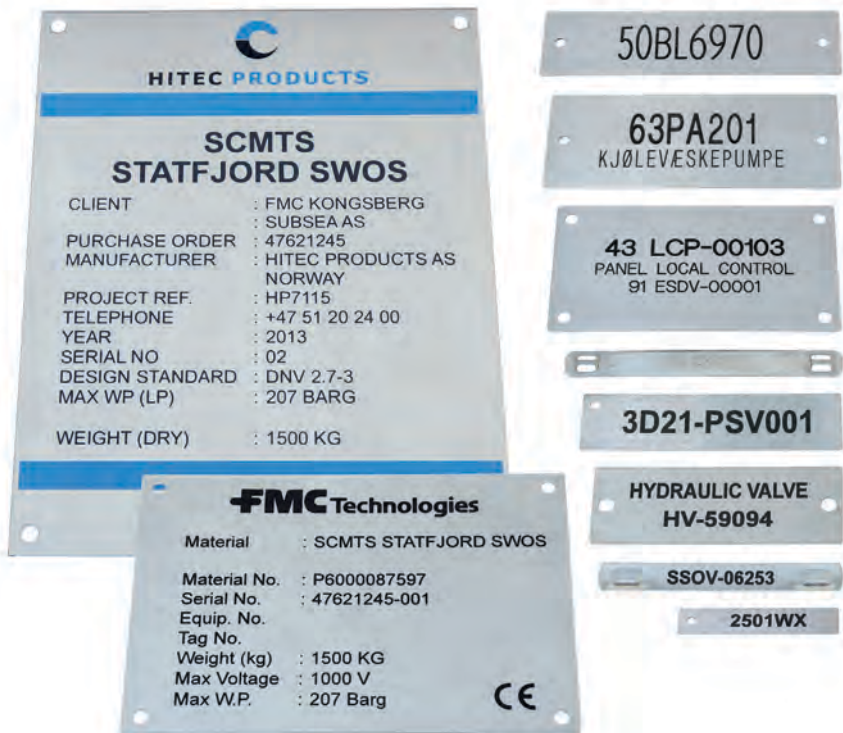 HITEC PRODUCTS
SCMTS
STATFJORD SWOS
CLIENT : FMC KONGSBERG
: SUBSEA AS
PURCHASE ORDER : 47621245
MANUFACTURER : HITEC PRODUCTS AS
NORWAY
PROJECT REF. : HP7115
TELEPHONE : +47 51 20 24 00
YEAR : 2013
SERIAL NO : 02
DESIGN STANDARD : DNV 2.7-3
MAX WP (LP) : 207 BARG
WEIGHT (DRY) : 1500 KG
FMC Technologies
Material : SCMTS STATFJORD SWOS
Material No. : P6000087597
Serial No. : 47621245-001
Equip. No.
Tag No.
Weight (kg) : 1500 KG
Max Voltage : 1000 V
Max W.P. : 207 Barg
CE
50BL6970
63PA201
KJØLEVÆSKEPUMPE
43 LCP-00103
PANEL LOCAL CONTROL
91 ESDV-00001
3D21-PSV001
HYDRAULIC VALVE
HV-59094
SSOV-06253
2501WX